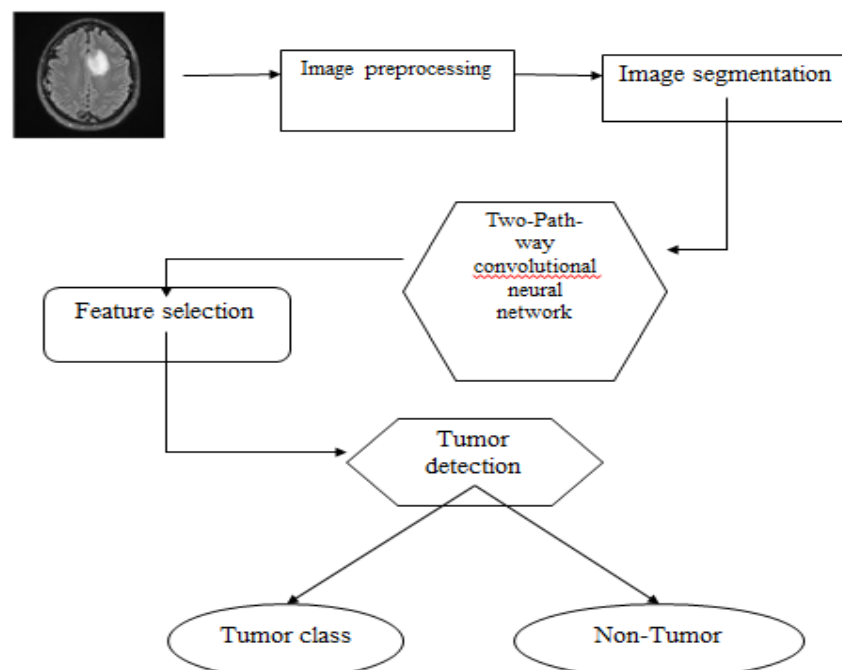 Image preprocessing
Image segmentation
Two-Path-
way
convolutional
neural
network
Feature selection
Tumor
detection
Tumor class
Non-Tumor